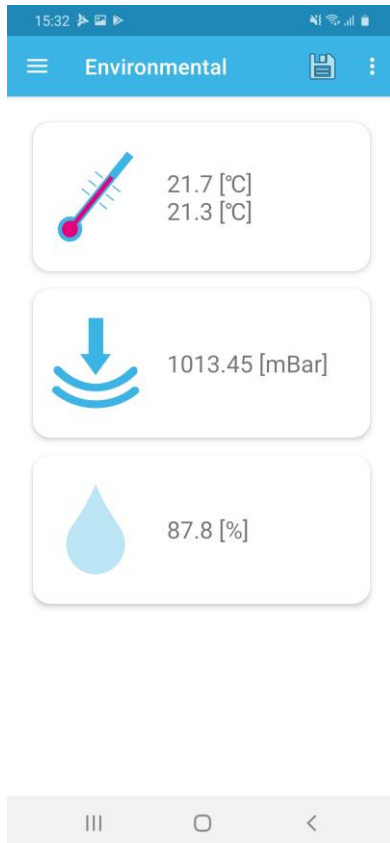 15:32
Environmental
21.7 [°C]
21.3 [°C]
1013.45 [mBar]
87.8 [%]